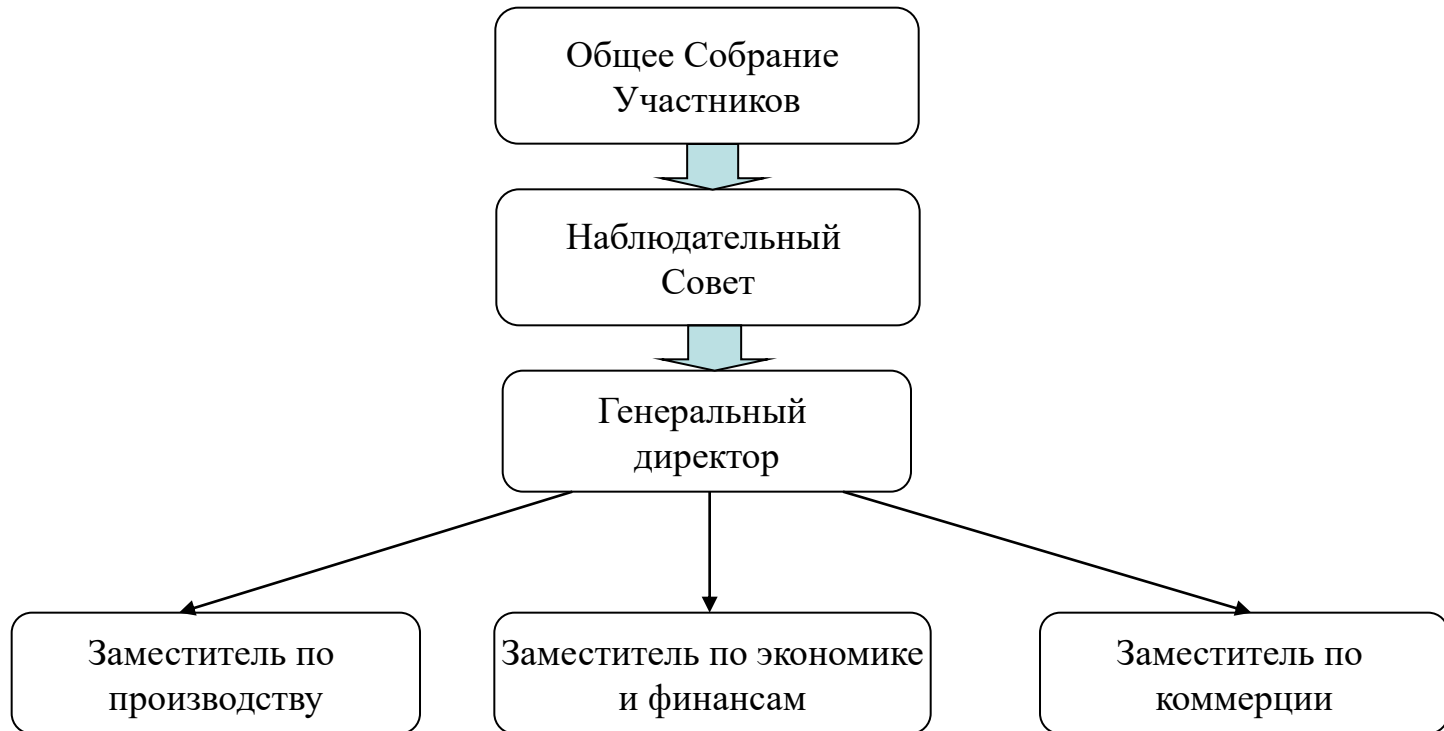 Общее Собрание
Участников
Наблюдательный
Совет
Генеральный
директор
Заместитель по
производству
Заместитель по экономике
и финансам
Заместитель по
коммерции